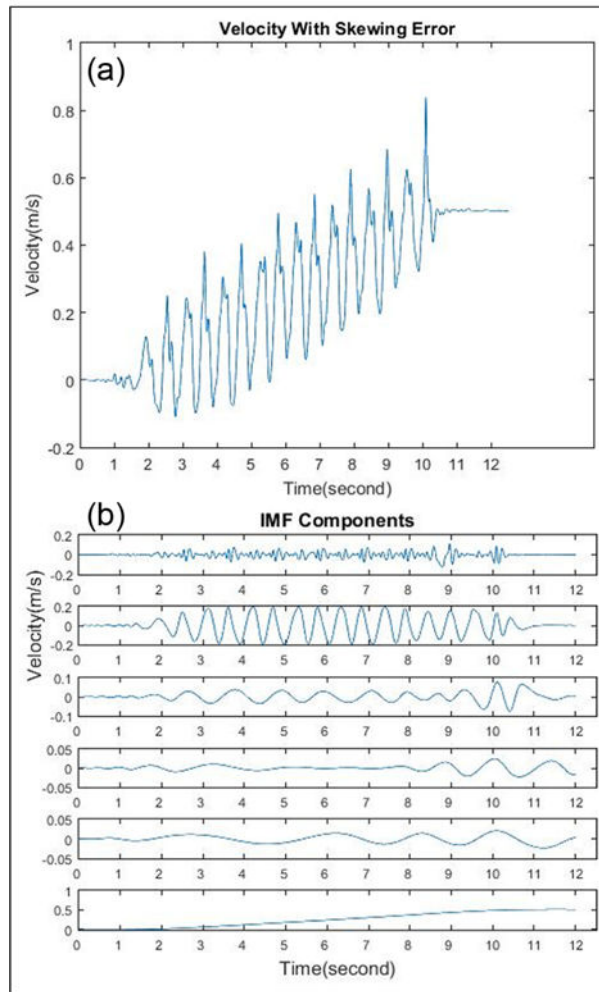 Velocity With Skewing Error
(a)
1
0.8
0.6
0.4
0.2
0
-0.2
Velocity(m/s)
0 1 2 3 4 5 6 7 8 9 10 11 12
Time(second)
(b)
IMF Components
0.2
0
-0.2
0 1 2 3 4 5 6 7 8 9 10 11 12
0.2
0
-0.2
0 1 2 3 4 5 6 7 8 9 10 11 12
Velocity(m/s)
0.1
0
-0.1
0 1 2 3 4 5 6 7 8 9 10 11 12
0.05
0
-0.05
0 1 2 3 4 5 6 7 8 9 10 11 12
0.05
0
-0.05
0 1 2 3 4 5 6 7 8 9 10 11 12
1
0.5
0
0 1 2 3 4 5 6 7 8 9 10 11 12
Time(second)